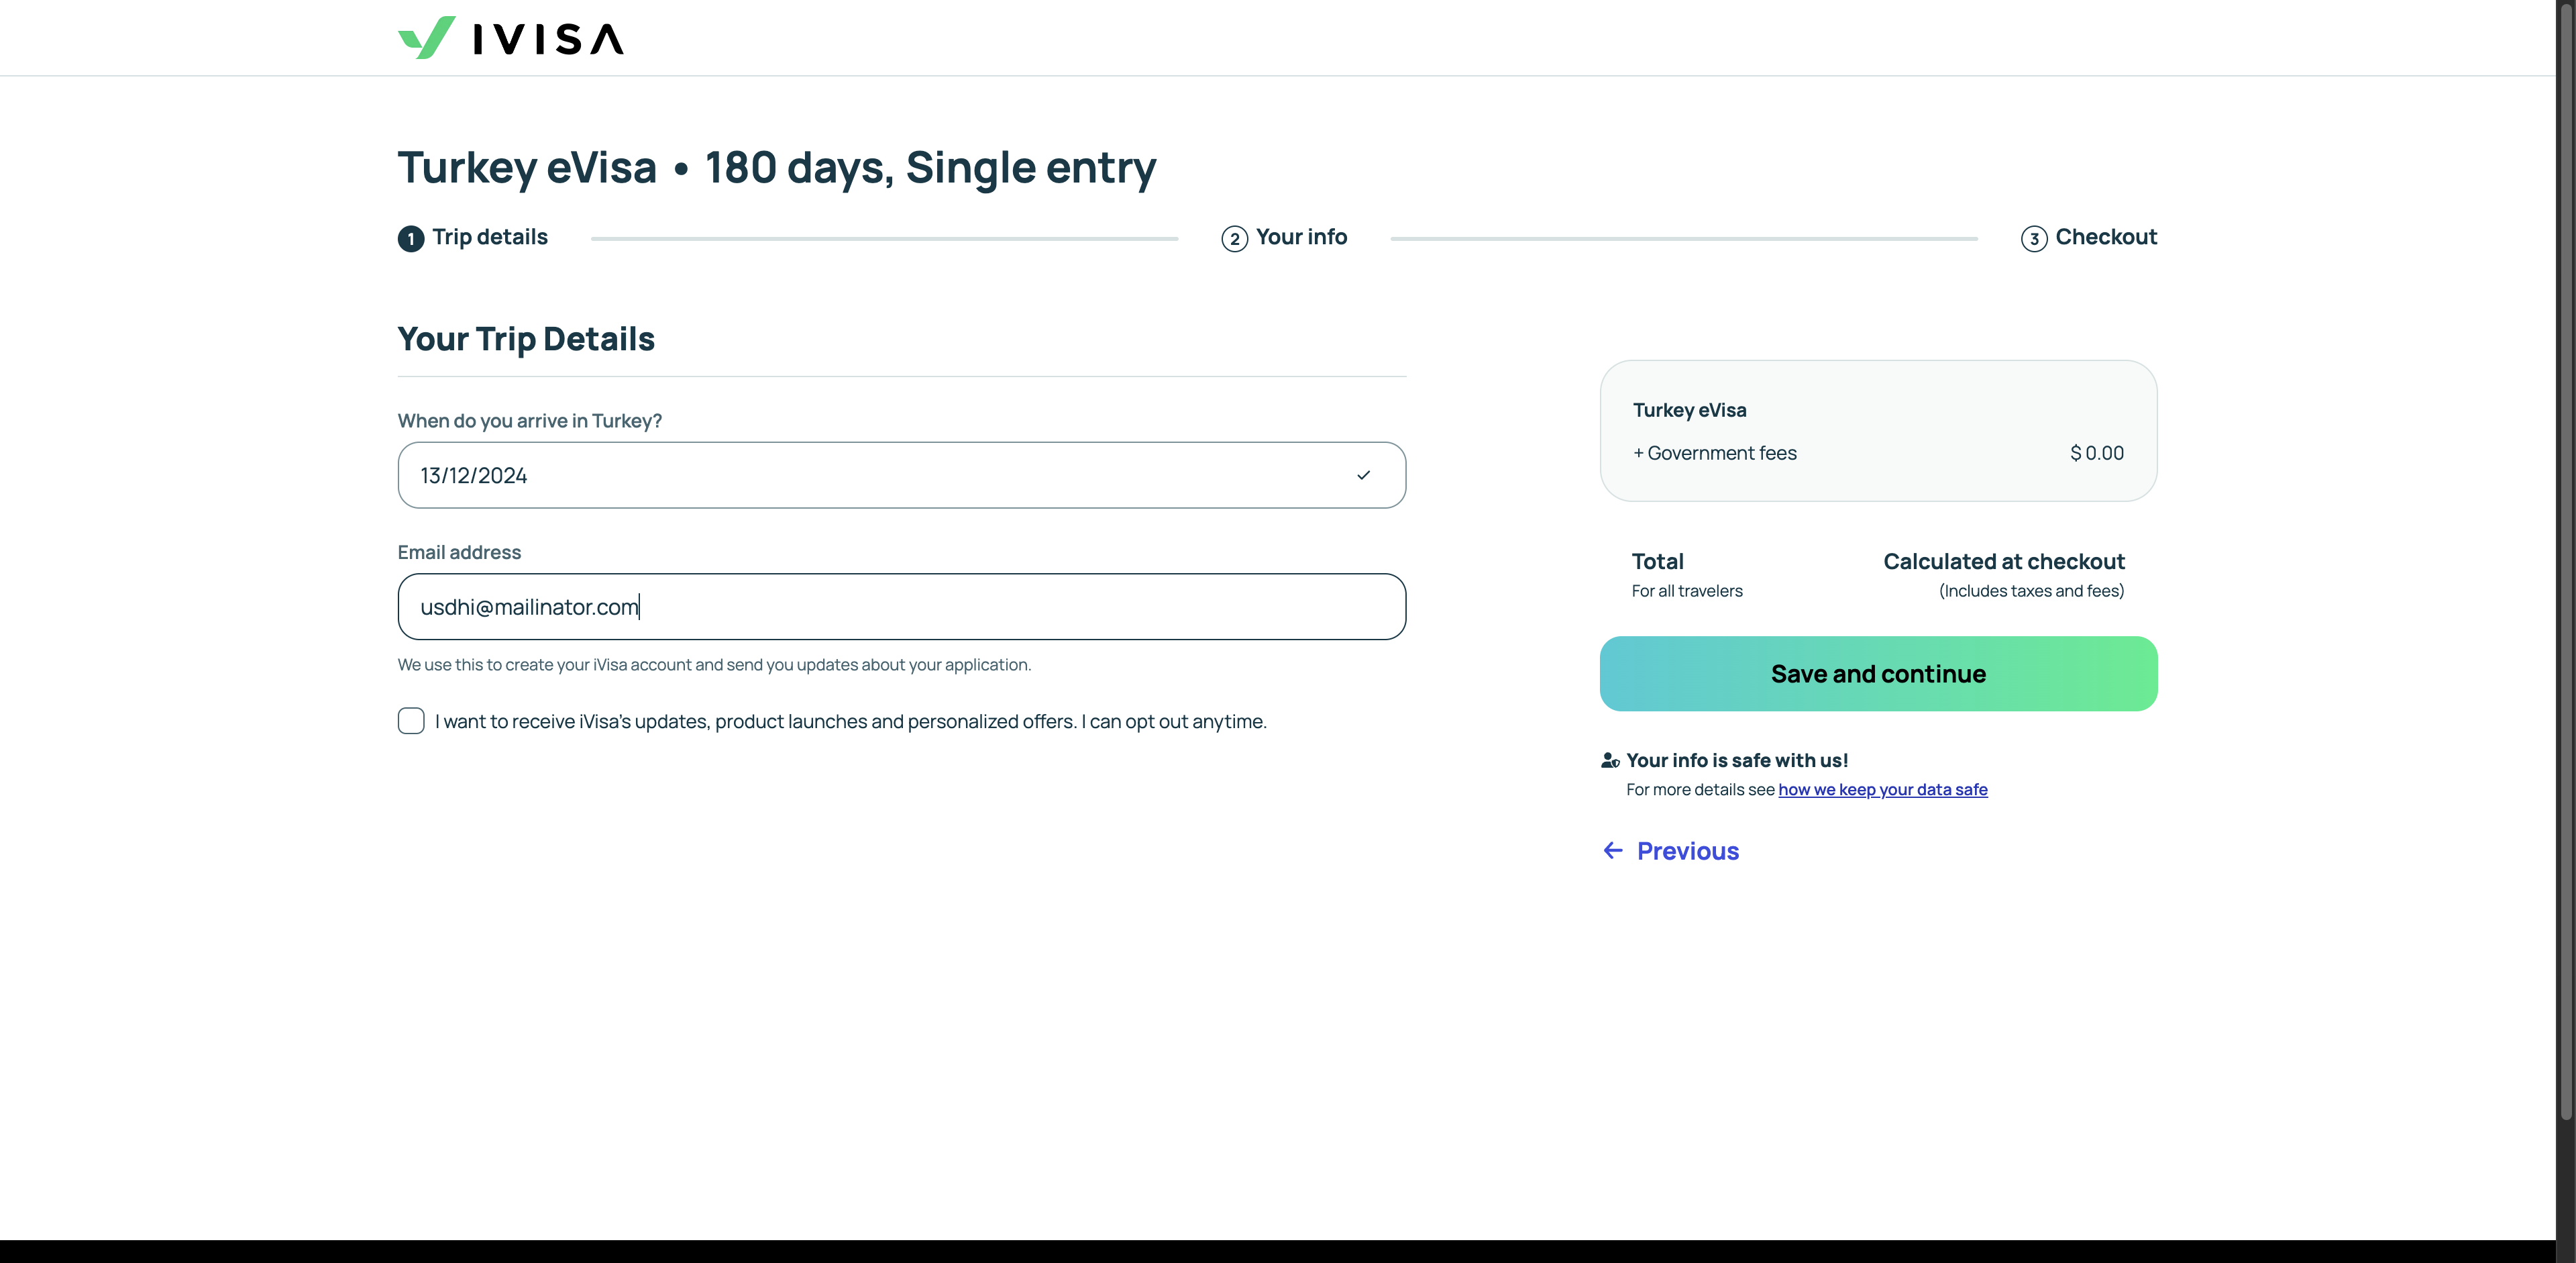 IVISA
Turkey eVisa • 180 days, Single entry
1 Trip details
2 Your info
3 Checkout
Your Trip Details
When do you arrive in Turkey?
13/12/2024
Email address
usdhi@mailinator.com
We use this to create your iVisa account and send you updates about your application.
I want to receive iVisa's updates, product launches and personalized offers. I can opt out anytime.
Turkey eVisa
+ Government fees $ 0.00
Total Calculated at checkout
For all travelers (Includes taxes and fees)
Save and continue
Your info is safe with us!
For more details see how we keep your data safe
← Previous